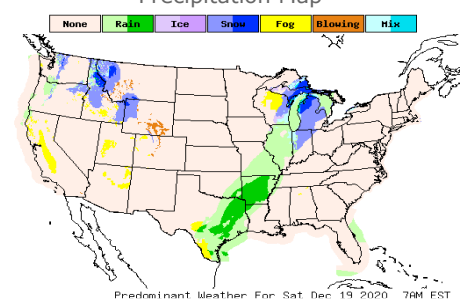 Precipitation Map
None Rain Ice Snow Fog Blowing Mix
Predominant Weather For Sat Dec 19 2020 7AM EST